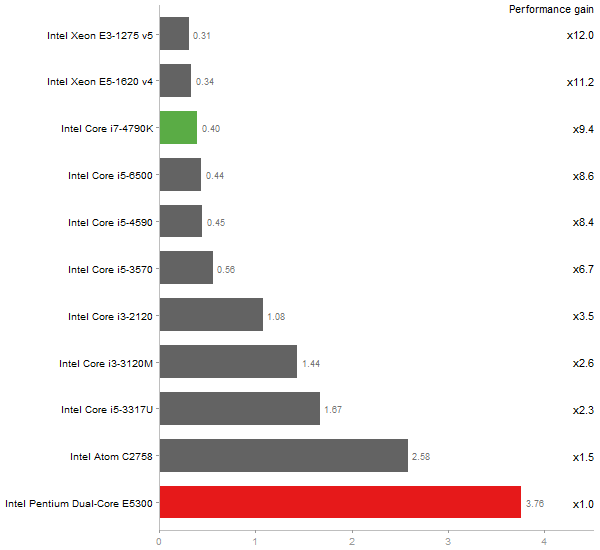 Performance gain
Intel Xeon E3-1275 v5 0.31 x12.0
Intel Xeon E5-1620 v4 0.34 x11.2
Intel Core i7-4790K 0.40 x9.4
Intel Core i5-6500 0.44 x8.6
Intel Core i5-4590 0.45 x8.4
Intel Core i5-3570 0.56 x6.7
Intel Core i3-2120 1.08 x3.5
Intel Core i3-3120M 1.44 x2.6
Intel Core i5-3317U 1.67 x2.3
Intel Atom C2758 2.58 x1.5
Intel Pentium Dual-Core E5300 3.76 x1.0
0 1 2 3 4